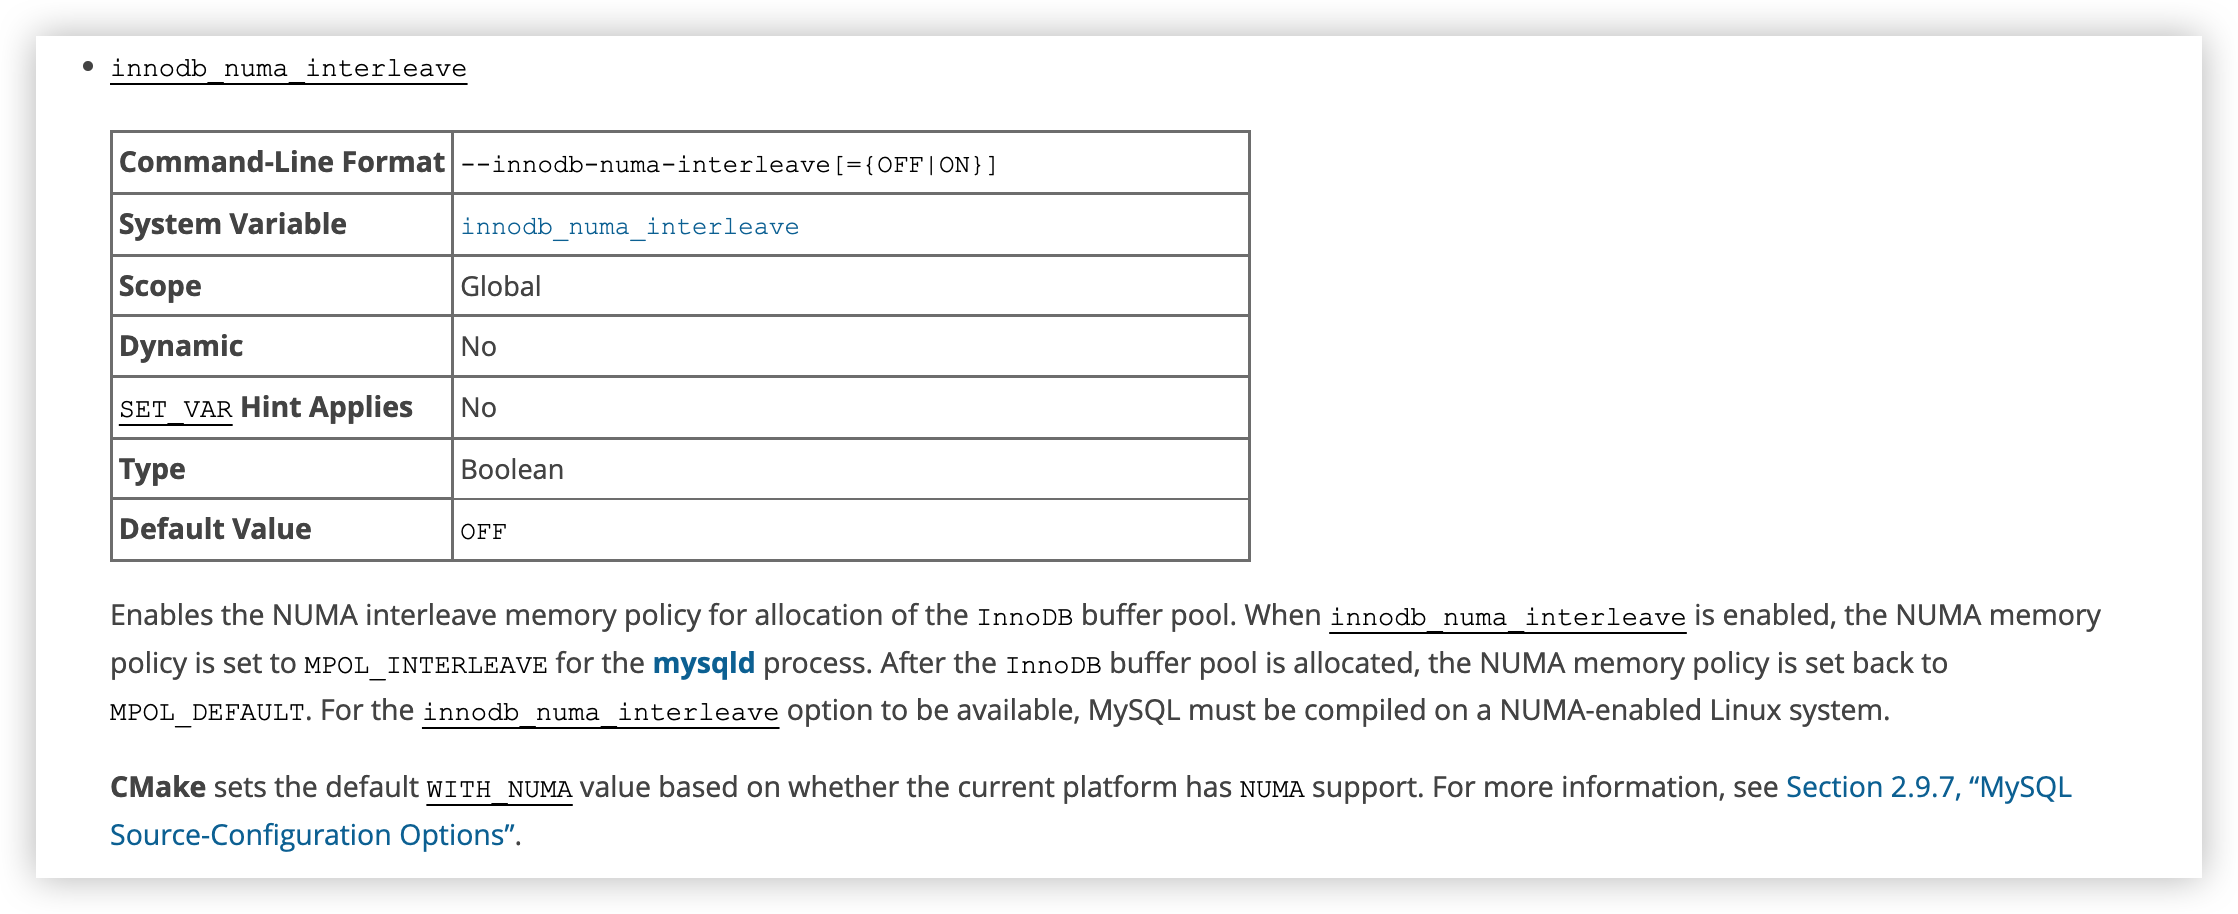 • innodb_numa_interleave
Command-Line Format --innodb-numa-interleave[={OFF|ON}]
System Variable innodb_numa_interleave
Scope Global
Dynamic No
SET_VAR Hint Applies No
Type Boolean
Default Value OFF
Enables the NUMA interleave memory policy for allocation of the InnoDB buffer pool. When innodb_numa_interleave is enabled, the NUMA memory
policy is set to MPOL_INTERLEAVE for the mysqld process. After the InnoDB buffer pool is allocated, the NUMA memory policy is set back to
MPOL_DEFAULT. For the innodb_numa_interleave option to be available, MySQL must be compiled on a NUMA-enabled Linux system.
CMake sets the default WITH_NUMA value based on whether the current platform has NUMA support. For more information, see Section 2.9.7, “MySQL
Source-Configuration Options”.